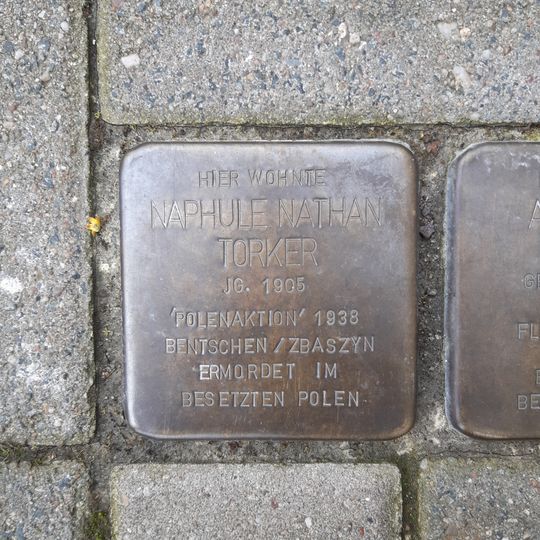 HIER WOHNTE
NAPHULE NATHAN
TORKER
JG. 1905
'POLENAKTION' 1938
BENTSCHEN / ZBASZYN
ERMORDET IM
BESETZTEN POLEN